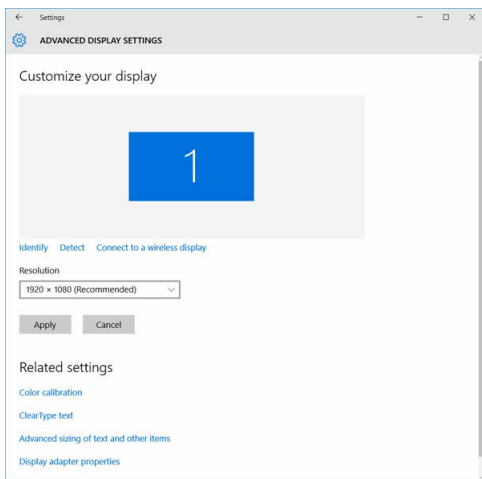 Settings
ADVANCED DISPLAY SETTINGS
Customize your display
1
Identify Detect Connect to a wireless display
Resolution
1920 × 1080 (Recommended)
Apply Cancel
Related settings
Color calibration
ClearType text
Advanced sizing of text and other items
Display adapter properties